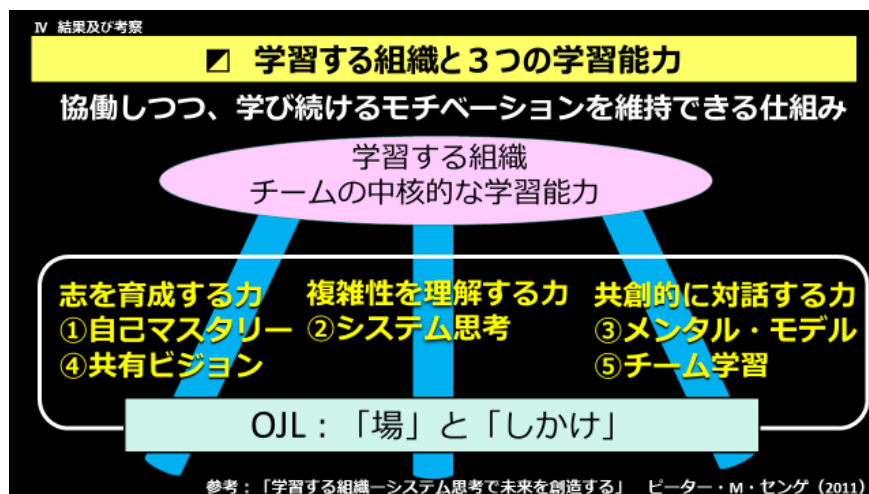 Ⅳ 結果及び考察
◩ 学習する組織と３つの学習能力
協働しつつ、学び続けるモチベーションを維持できる仕組み
学習する組織
チームの中核的な学習能力
志を育成する力
①自己マスタリー
④共有ビジョン
複雑性を理解する力
②システム思考
共創的に対話する力
③メンタル・モデル
⑤チーム学習
OJL：「場」と「しかけ」
参考：「学習する組織ーシステム思考で未来を創造する」 ピーター・M・センゲ（2011）